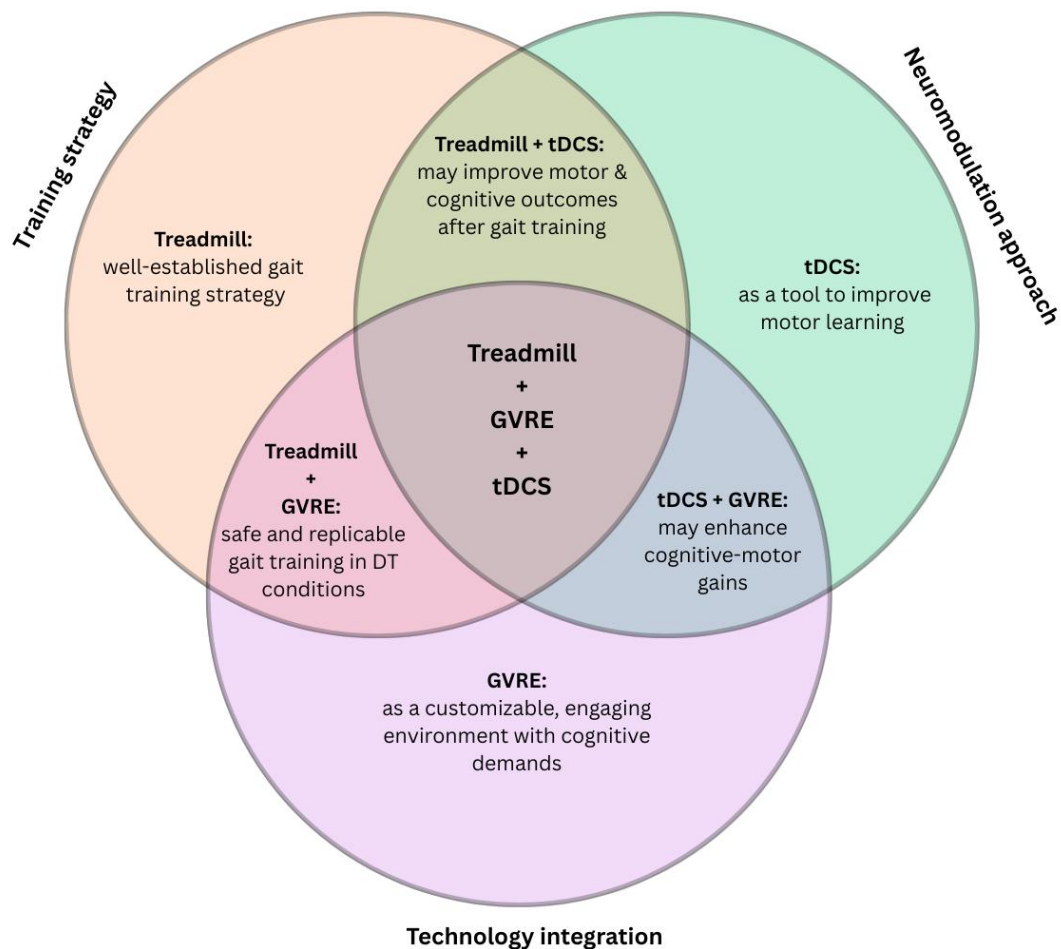 Training strategy
Neuromodulation approach
Treadmill + tDCS:
may improve motor &
cognitive outcomes
after gait training
Treadmill:
well-established gait
training strategy
tDCS:
as a tool to improve
motor learning
Treadmill
+
GVRE
+
tDCS
Treadmill
+
GVRE:
safe and replicable
gait training in DT
conditions
tDCS + GVRE:
may enhance
cognitive-motor
gains
GVRE:
as a customizable, engaging
environment with cognitive
demands
Technology integration